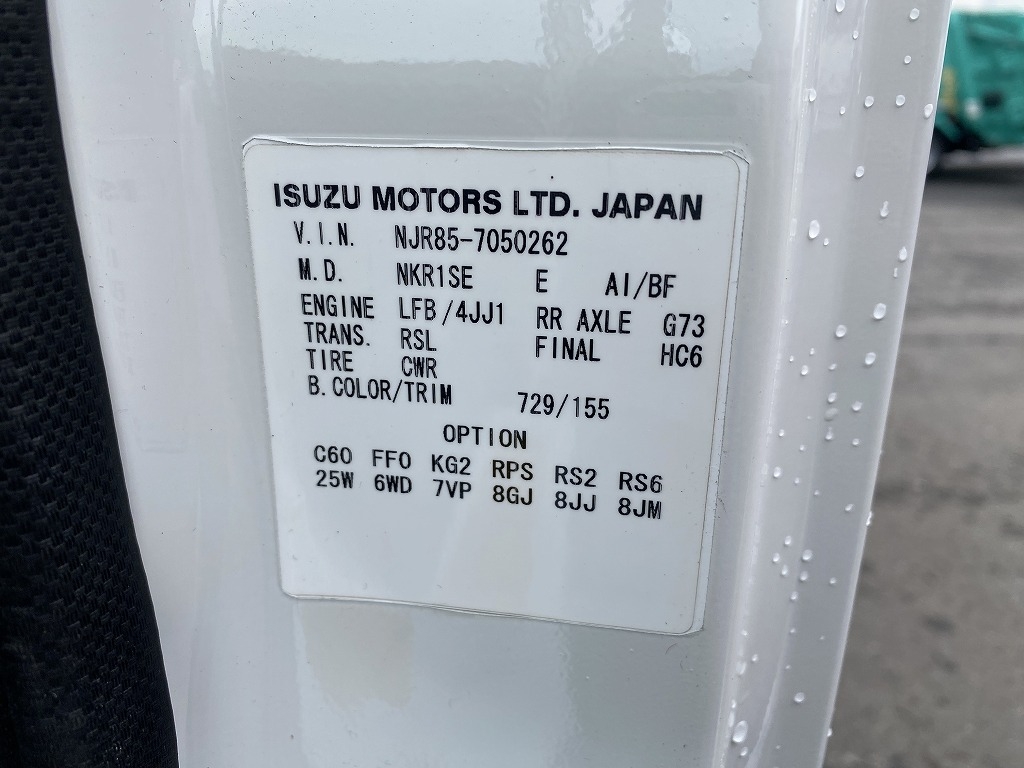 ISUZU MOTORS LTD. JAPAN
V.I.N. NJR85-7050262
M.D. NKR1SE E AI/BF
ENGINE LFB/4JJ1 RR AXLE G73
TRANS. RSL FINAL HC6
TIRE CWR
B.COLOR/TRIM 729/155
OPTION
C60 FF0 KG2 RPS RS2 RS6
25W 6WD 7VP 8GJ 8JJ 8JM